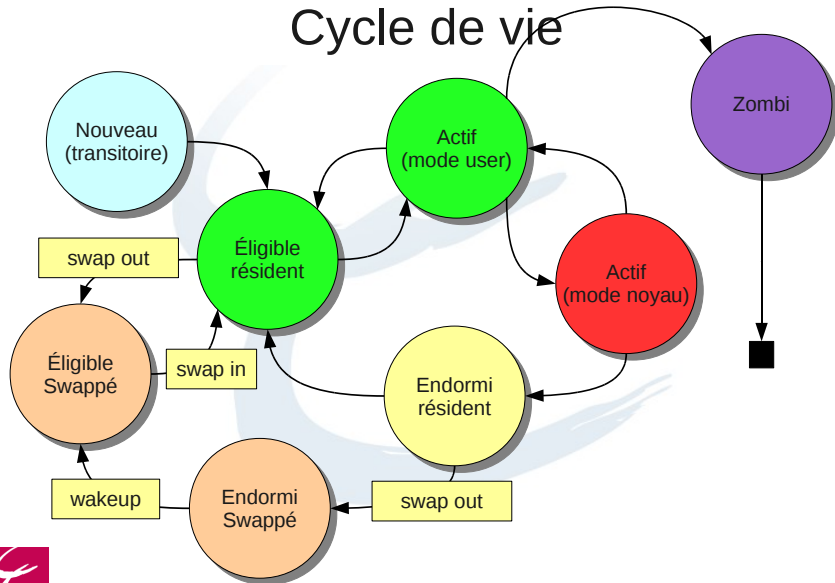 Cycle de vie
Nouveau
(transitoire)
Actif
(mode user)
Zombi
swap out
Éligible
résident
Actif
(mode noyau)
Éligible
Swappé
swap in
Endormi
résident
wakeup
Endormi
Swappé
swap out